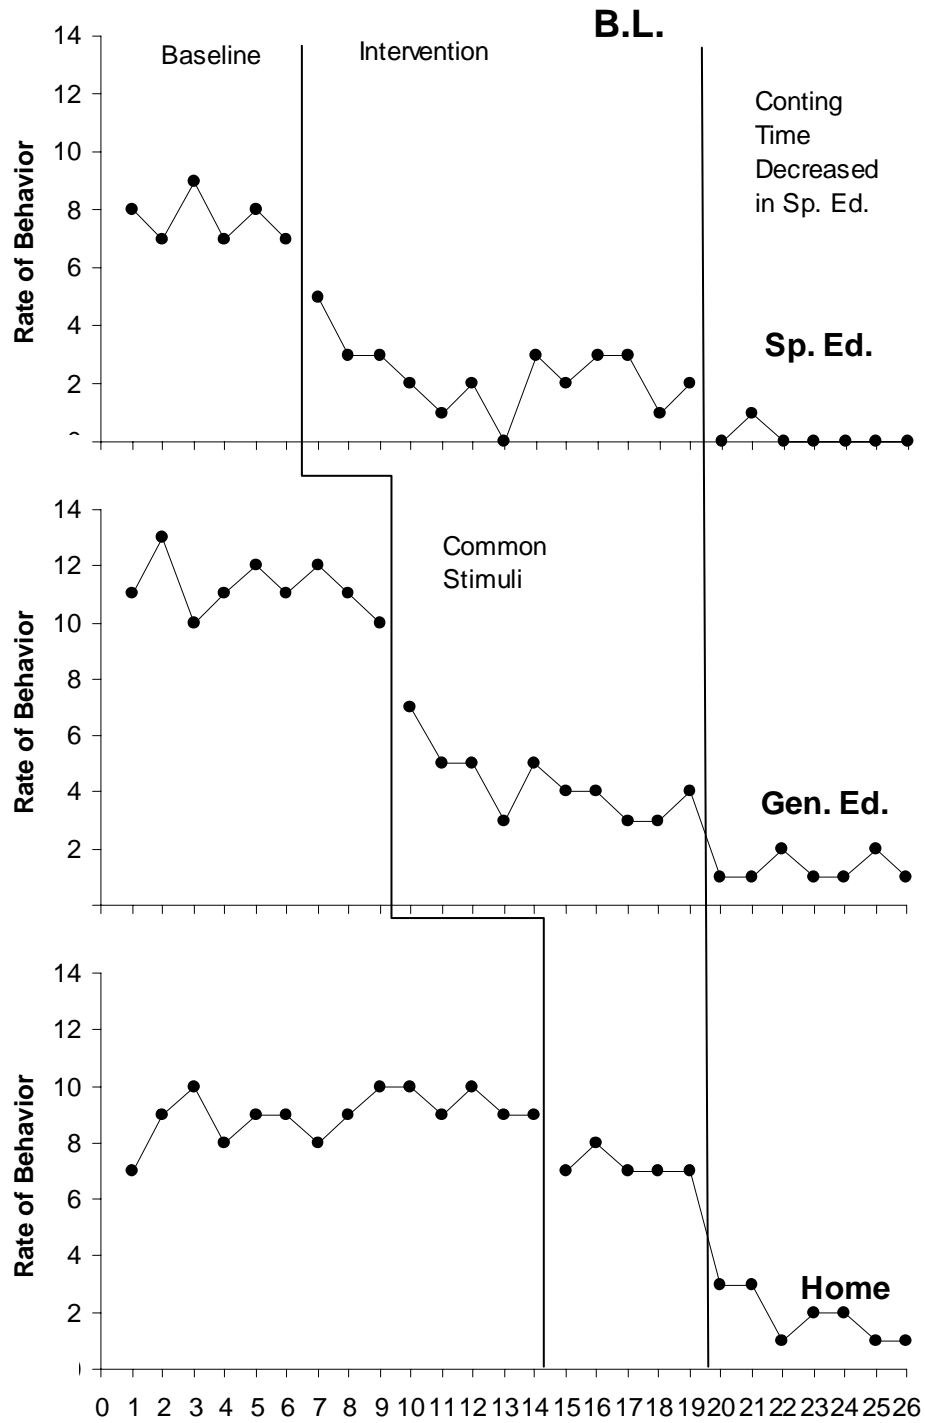 B.L.
14
Baseline
Intervention
12
Conting
Time
Decreased
in Sp. Ed.
10
8
6
4
2
Rate of Behavior
Sp. Ed.
14
12
10
8
6
4
2
Rate of Behavior
Common
Stimuli
Gen. Ed.
14
12
10
8
6
4
2
Rate of Behavior
Home
0 1 2 3 4 5 6 7 8 9 10 11 12 13 14 15 16 17 18 19 20 21 22 23 24 25 26